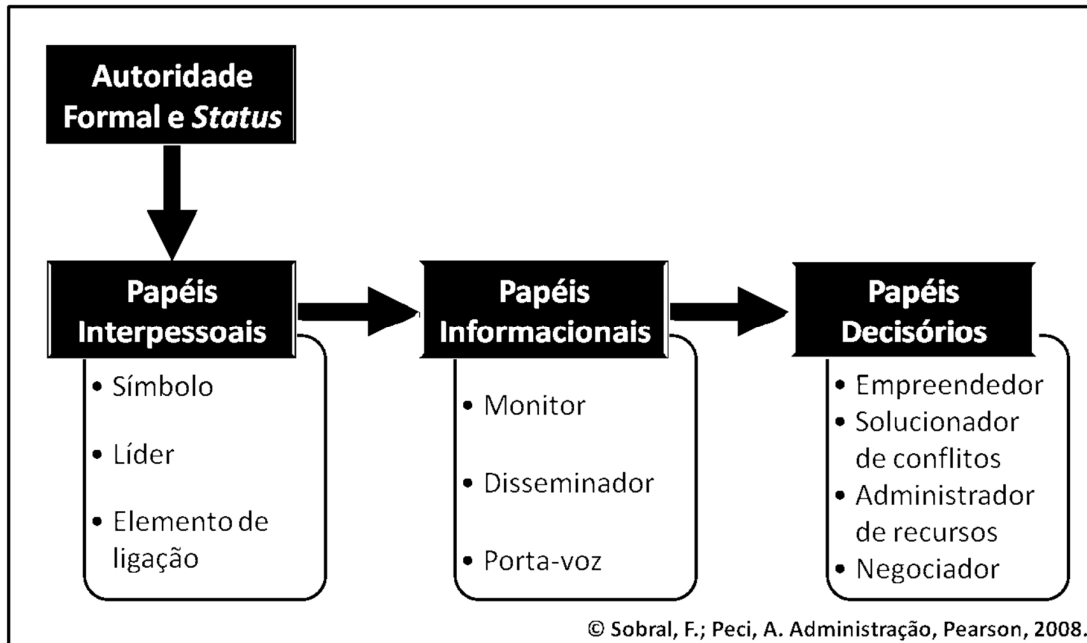 Autoridade
Formal e Status
Papéis
Interpessoais
• Símbolo
• Líder
• Elemento de
ligação
Papéis
Informacionais
• Monitor
• Disseminador
• Porta-voz
Papéis
Decisórios
• Empreendedor
• Solucionador
de conflitos
• Administrador
de recursos
• Negociador
© Sobral, F.; Peci, A. Administração, Pearson, 2008.